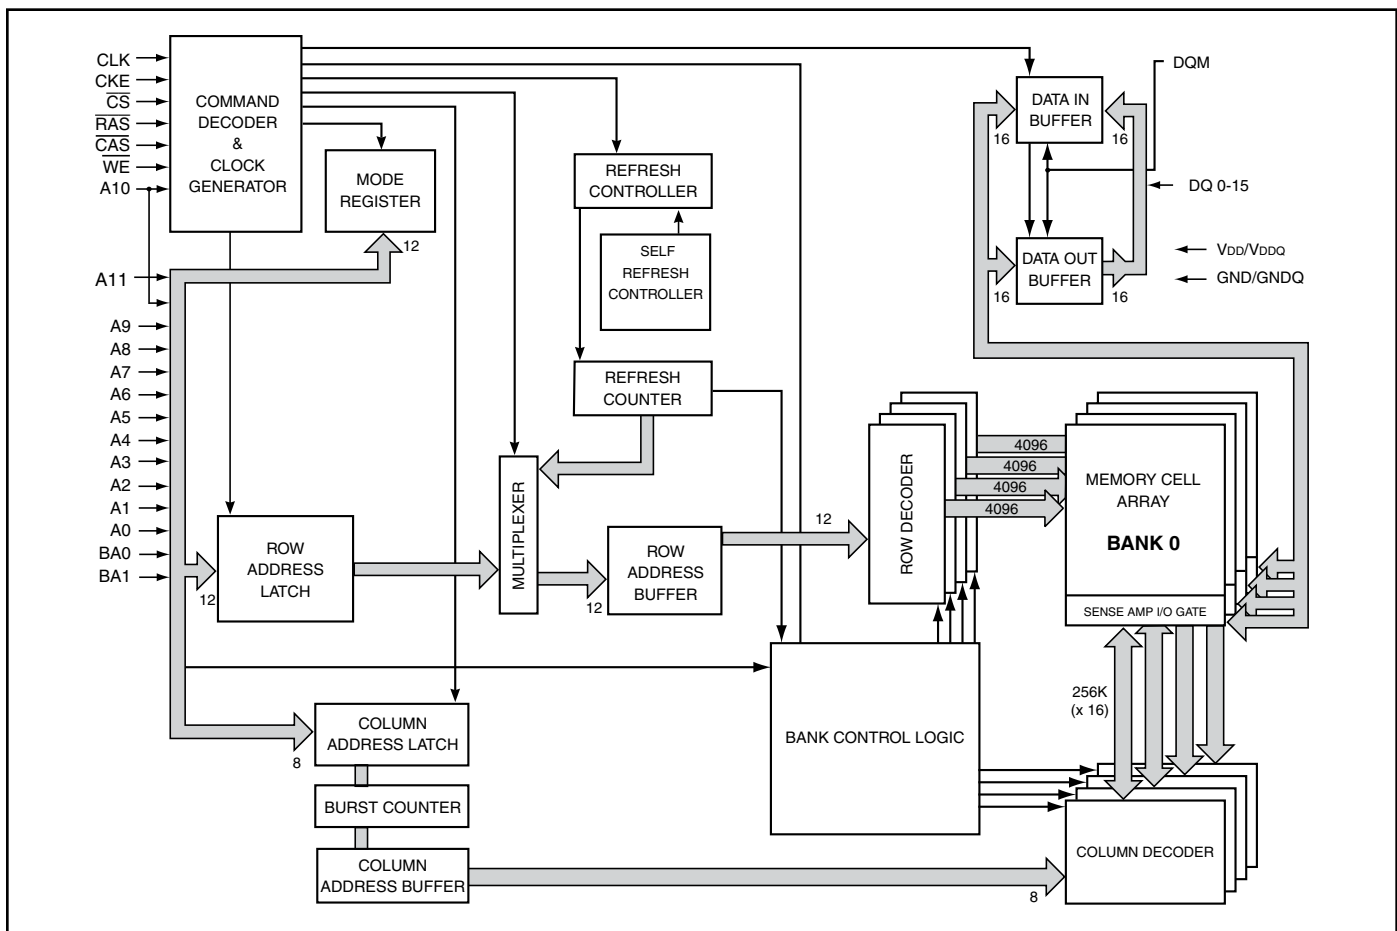 CLK
CKE
CS
RAS
CAS
WE
A10
A11
A9
A8
A7
A6
A5
A4
A3
A2
A1
A0
BA0
BA1
COMMAND
DECODER
&
CLOCK
GENERATOR
MODE
REGISTER
12
REFRESH
CONTROLLER
SELF
REFRESH
CONTROLLER
REFRESH
COUNTER
MULTIPLEXER
ROW
ADDRESS
LATCH
12
ROW
ADDRESS
BUFFER
12
12
COLUMN
ADDRESS LATCH
8
BURST COUNTER
COLUMN
ADDRESS BUFFER
8
BANK CONTROL LOGIC
ROW DECODER
4096
4096
4096
4096
MEMORY CELL
ARRAY
BANK 0
SENSE AMP I/O GATE
256K
(x 16)
COLUMN DECODER
DATA IN
BUFFER
16
16
DATA OUT
BUFFER
16
16
DQM
DQ 0-15
VDD/VDDQ
GND/GNDQ